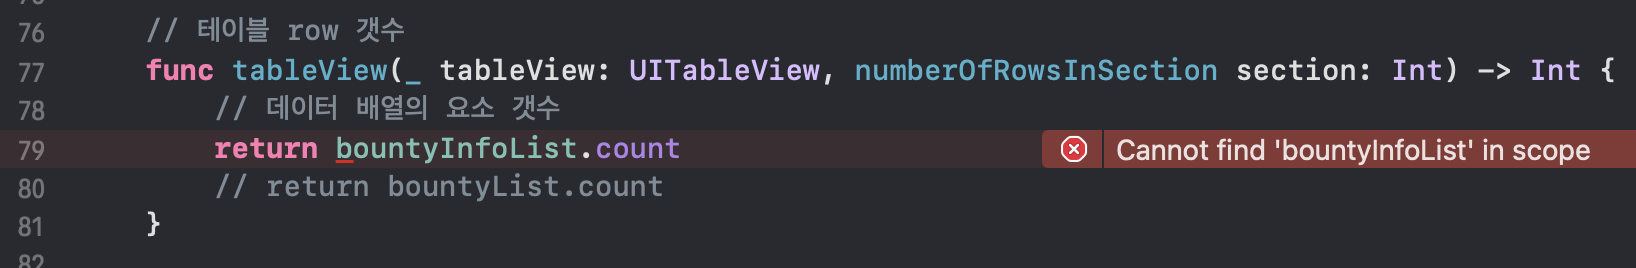 76 // 테이블 row 갯수
77 func tableView(_ tableView: UITableView, numberOfRowsInSection section: Int) -> Int {
78 // 데이터 배열의 요소 갯수
79 return bountyInfoList.count Cannot find 'bountyInfoList' in scope
80 // return bountyList.count
81 }
82